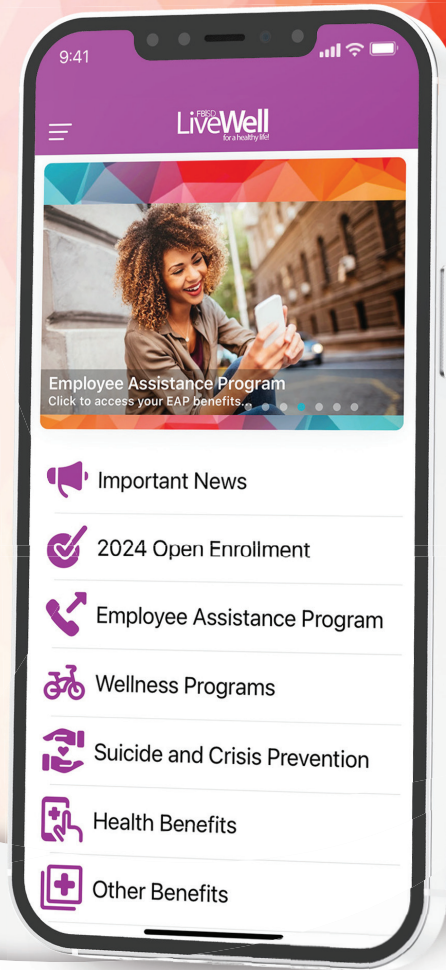 9:41
FBISD
LiveWell
for a healthy life!
Employee Assistance Program
Click to access your EAP benefits...
Important News
2024 Open Enrollment
Employee Assistance Program
Wellness Programs
Suicide and Crisis Prevention
Health Benefits
Other Benefits